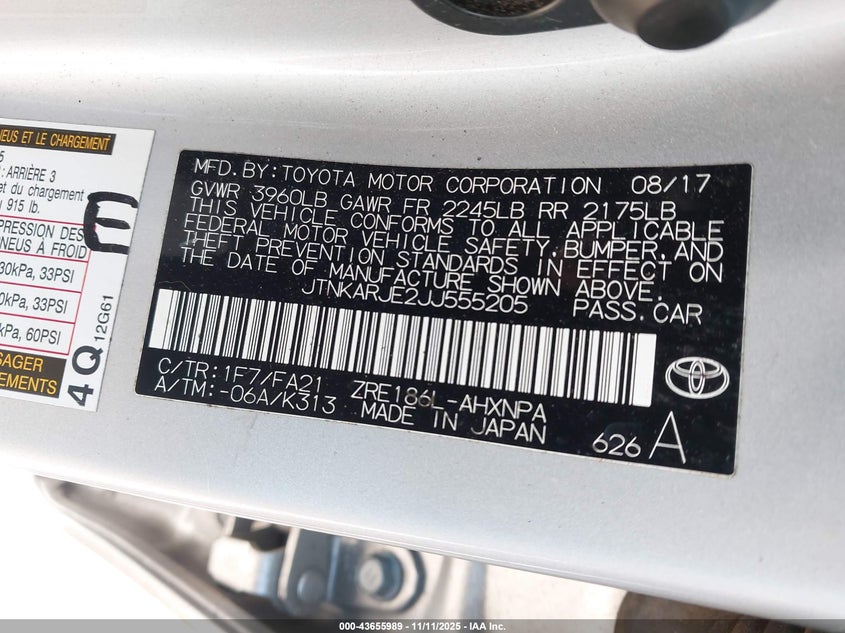 NEUS ET LE CHARGEMENT
5
: ARRIÈRE 3
et du chargement
u 915 lb.
PRESSION DES
PNEUS À FROID
30kPa, 33PSI
0kPa, 33PSI
kPa, 60PSI
SAGER
EMENTS
E
4Q 12G61
MFD.BY:TOYOTA MOTOR CORPORATION 08/17
GVWR 3960LB GAWR FR 2245LB RR 2175LB
THIS VEHICLE CONFORMS TO ALL APPLICABLE
FEDERAL MOTOR VEHICLE SAFETY,BUMPER,AND
THEFT PREVENTION STANDARDS IN EFFECT ON
THE DATE OF MANUFACTURE SHOWN ABOVE.
JTNKARJE2JJ555205 PASS.CAR
C/TR:1F7/FA21 ZRE186L-AHXNPA
A/TM:-06A/K313 MADE IN JAPAN
626 A
000-43655989 - 11/11/2025 - IAA Inc.